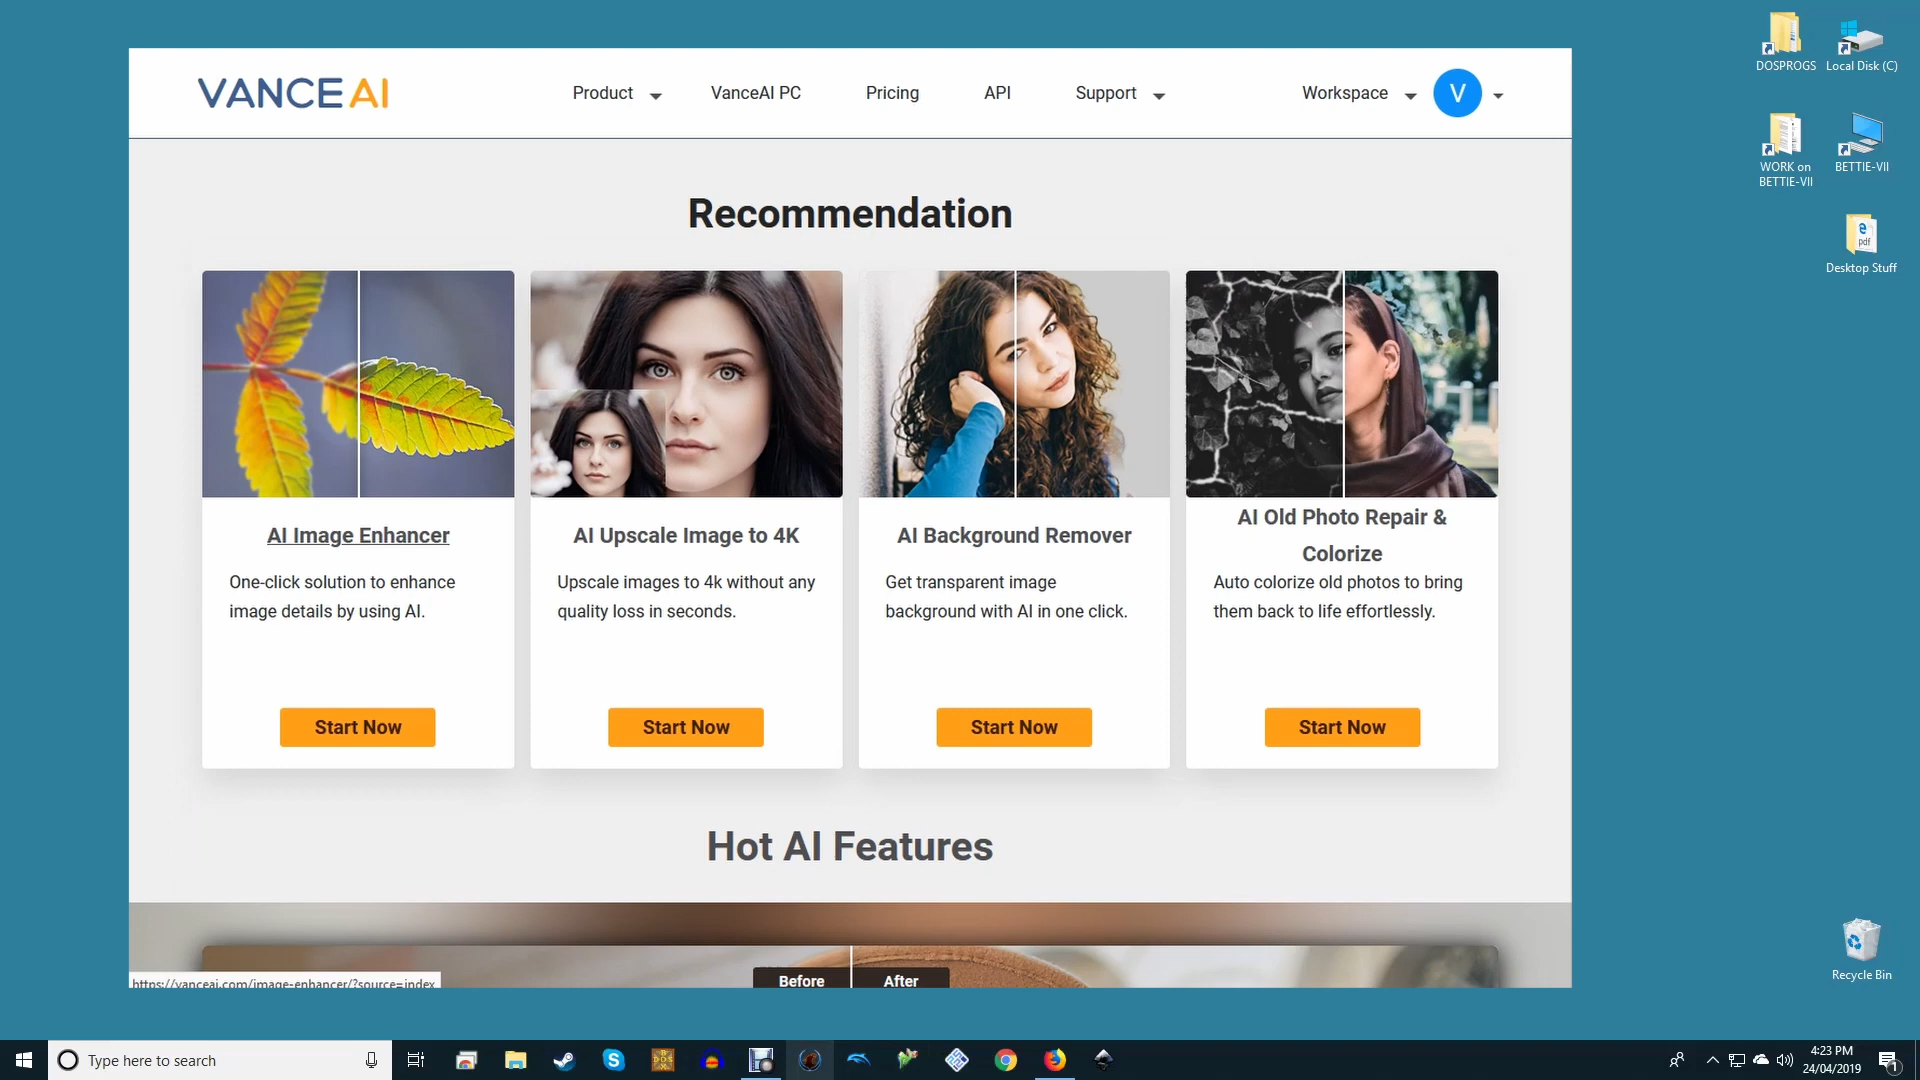 VANCE AI
Product
VanceAI PC
Pricing
API
Support
Workspace
V
DOSPROGS
Local Disk (C)
WORK on
BETTIE-VII
BETTIE-VII
Desktop Stuff
Recommendation
AI Image Enhancer
One-click solution to enhance
image details by using AI.
Start Now
AI Upscale Image to 4K
Upscale images to 4k without any
quality loss in seconds.
Start Now
AI Background Remover
Get transparent image
background with AI in one click.
Start Now
AI Old Photo Repair &
Colorize
Auto colorize old photos to bring
them back to life effortlessly.
Start Now
Hot AI Features
Before
After
https://vanceai.com/image-enhancer/?source=index
Recycle Bin
Type here to search
4:23 PM
24/04/2019
1